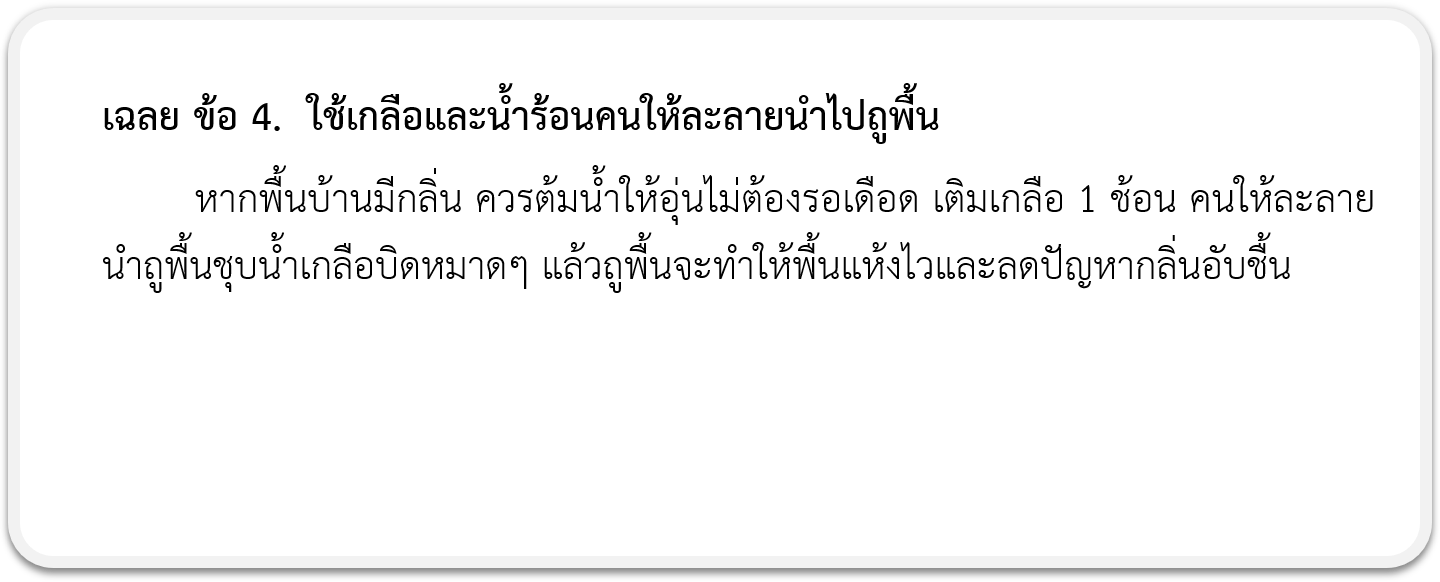 เฉลย ข้อ 4. ใช้เกลือและน้ำร้อนคนให้ละลายนำไปถูพื้น
หากพื้นบ้านมีกลิ่น ควรต้มน้ำให้อุ่นไม่ต้องรอเดือด เติมเกลือ 1 ช้อน คนให้ละลาย
นำถูพื้นชุบน้ำเกลือบิดหมาดๆ แล้วถูพื้นจะทำให้พื้นแห้งไวและลดปัญหากลิ่นอับชื้น